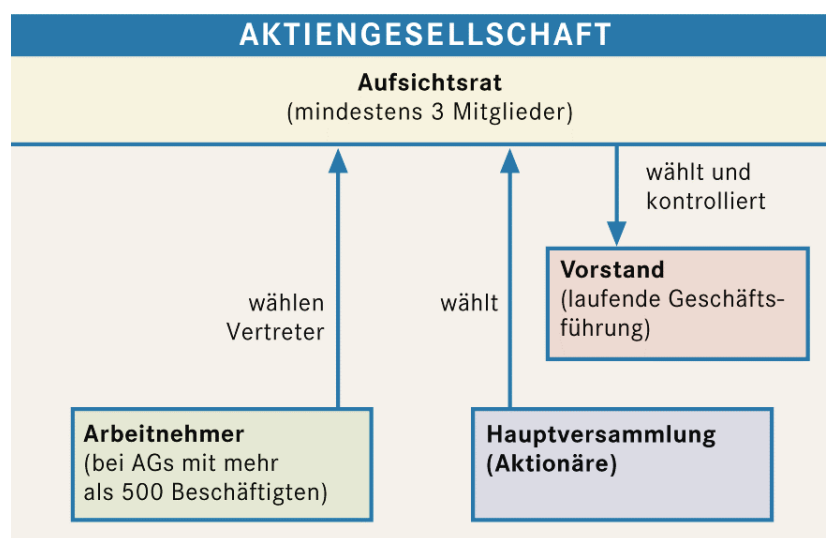 AKTIENGESELLSCHAFT
Aufsichtsrat
(mindestens 3 Mitglieder)
wählt und
kontrolliert
Vorstand
(laufende Geschäfts-
führung)
wählen
Vertreter
wählt
Arbeitnehmer
(bei AGs mit mehr
als 500 Beschäftigten)
Hauptversammlung
(Aktionäre)